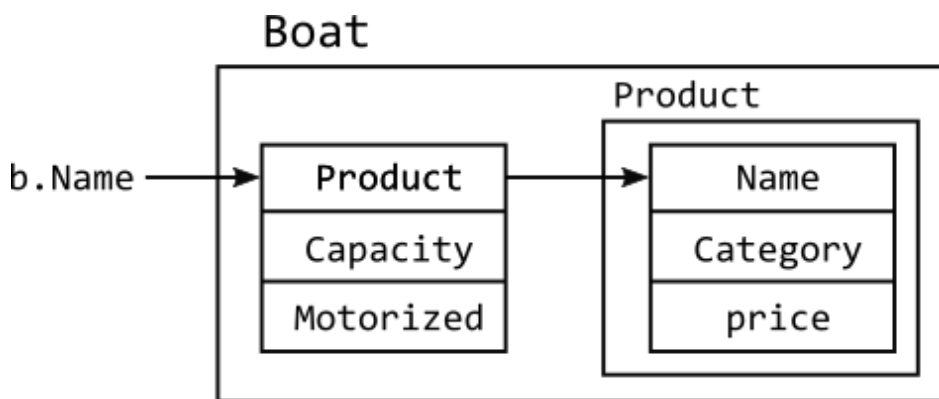 Boat
Product
b.Name
Product
Name
Capacity
Category
Motorized
price